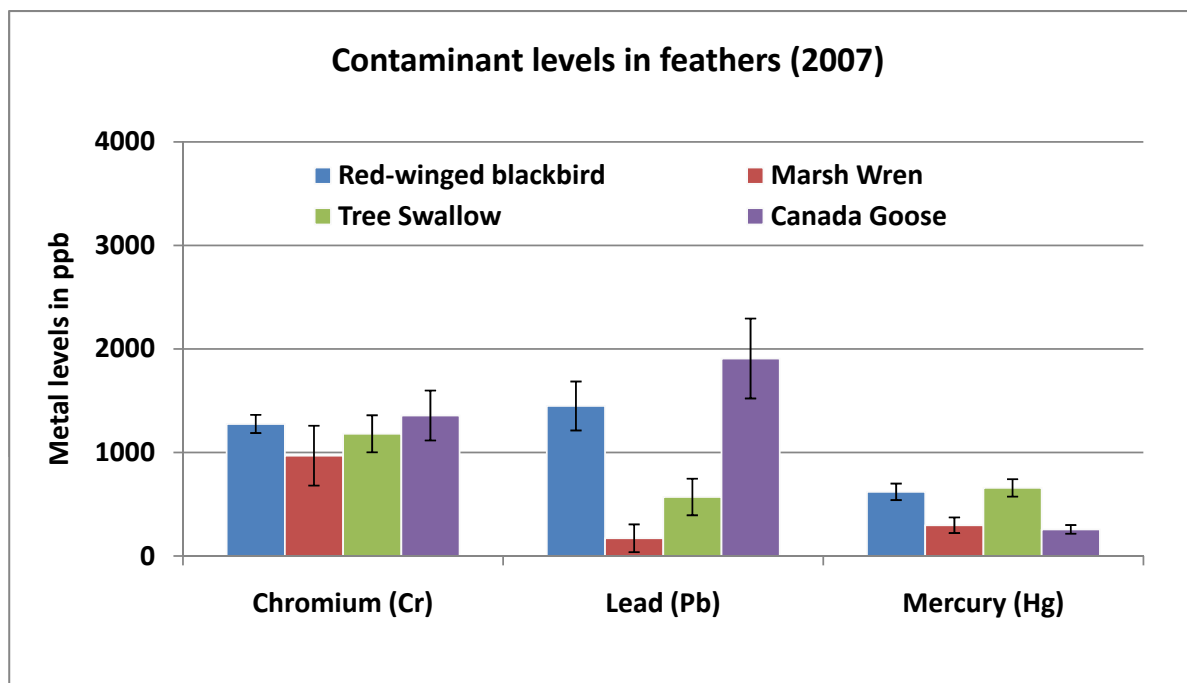 Contaminant levels in feathers (2007)
Metal levels in ppb
4000
3000
2000
1000
0
Red-winged blackbird
Marsh Wren
Tree Swallow
Canada Goose
Chromium (Cr)
Lead (Pb)
Mercury (Hg)